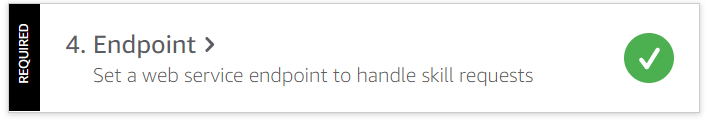 REQUIRED
4. Endpoint >
Set a web service endpoint to handle skill requests